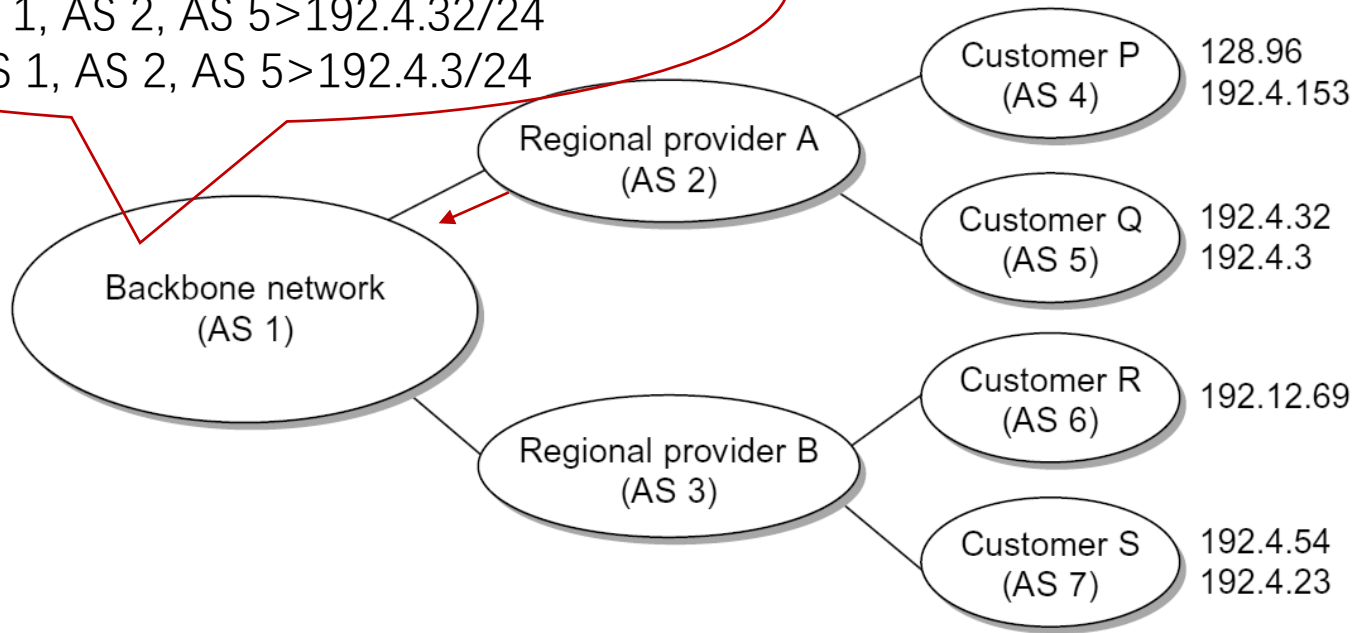 1, AS 2, AS 5>192.4.32/24
S 1, AS 2, AS 5>192.4.3/24
Customer P
(AS 4)
128.96
192.4.153
Regional provider A
(AS 2)
Customer Q
(AS 5)
192.4.32
192.4.3
Backbone network
(AS 1)
Customer R
(AS 6)
192.12.69
Regional provider B
(AS 3)
Customer S
(AS 7)
192.4.54
192.4.23